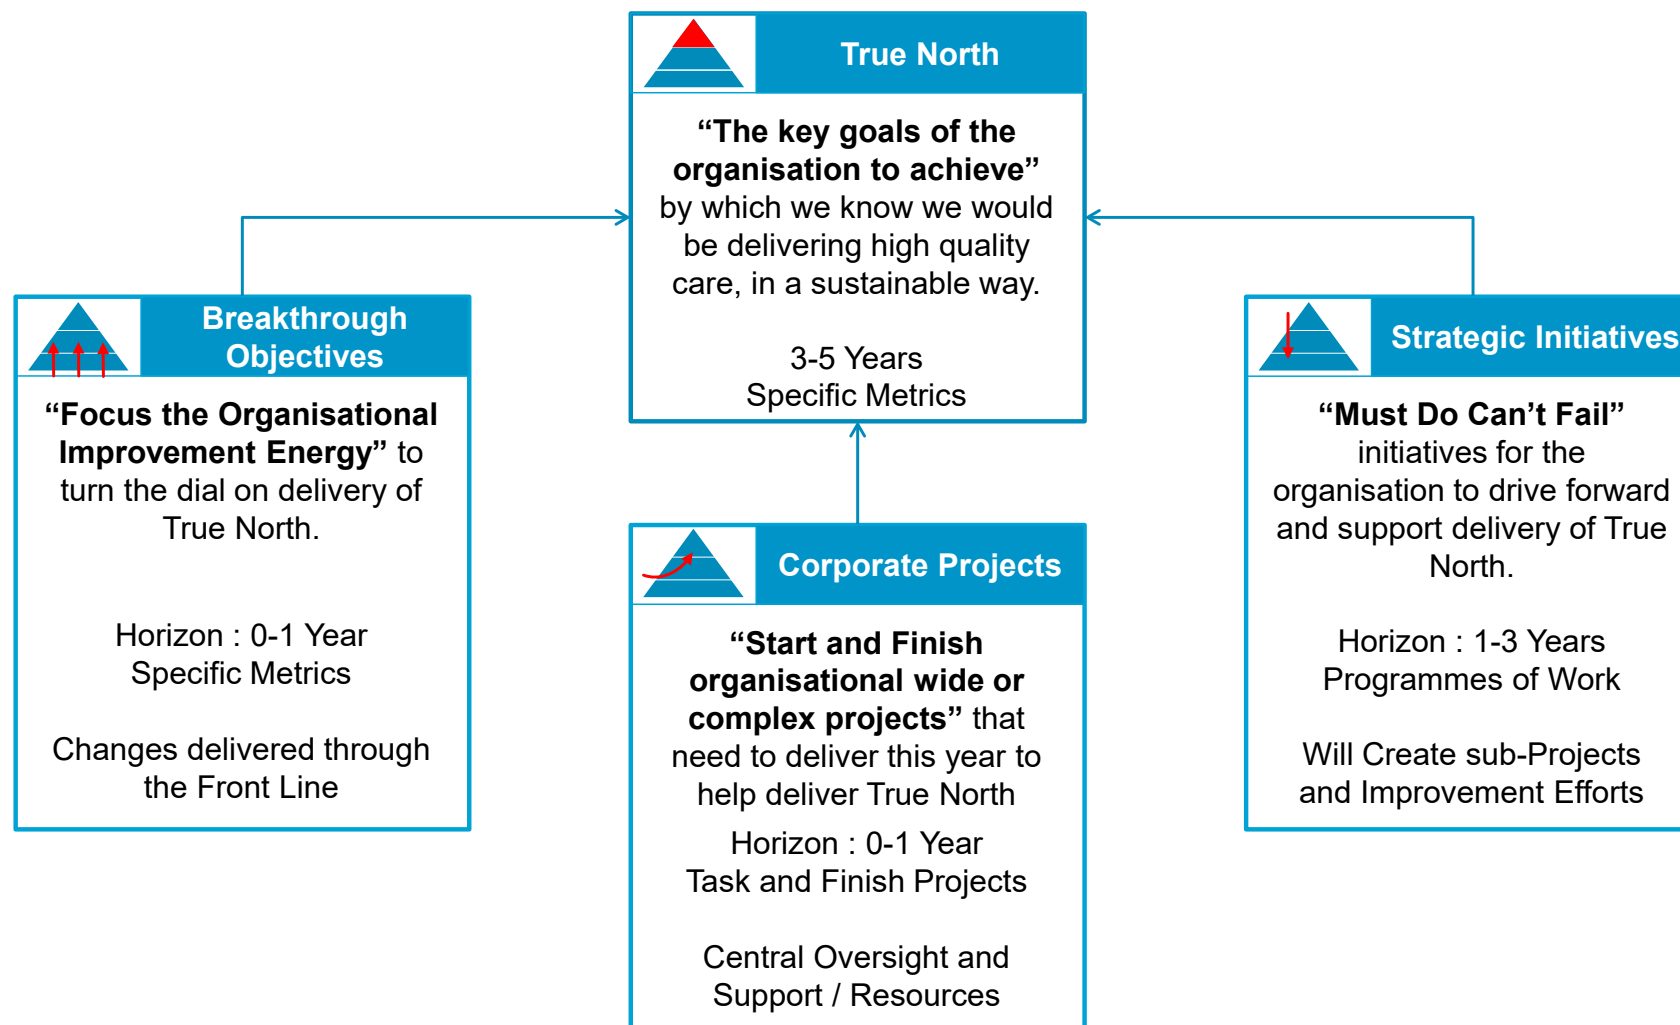 True North
“The key goals of the
organisation to achieve”
by which we know we would
be delivering high quality
care, in a sustainable way.
3-5 Years
Specific Metrics
Breakthrough
Objectives
“Focus the Organisational
Improvement Energy” to
turn the dial on delivery of
True North.
Horizon : 0-1 Year
Specific Metrics
Changes delivered through
the Front Line
Corporate Projects
“Start and Finish
organisational wide or
complex projects” that
need to deliver this year to
help deliver True North
Horizon : 0-1 Year
Task and Finish Projects
Central Oversight and
Support / Resources
Strategic Initiatives
“Must Do Can’t Fail”
initiatives for the
organisation to drive forward
and support delivery of True
North.
Horizon : 1-3 Years
Programmes of Work
Will Create sub-Projects
and Improvement Efforts